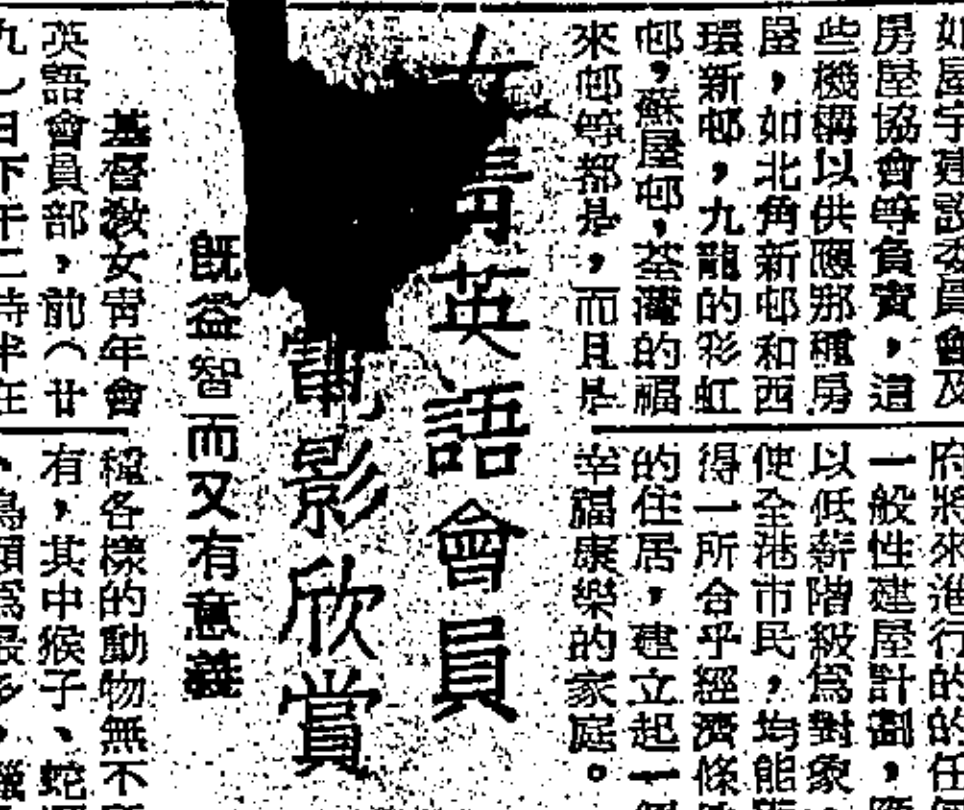 如屋宇建設委員會及
房屋協會等負責，這
些機構以供應那種房
屋，如北角新邨和西
環新邨，九龍的彩虹
邨，蘇屋邨，荃灣的福
來邨等都是，而且是
府將來進行的的任
一般性建屋計劃，應
以低薪階級爲對象，
使全港市民，均能
得一所合乎經濟條
的住居，建立起一個
幸福康樂的家庭。
女青英語會員
影欣賞
既益智而又有意義
基督教女青年會
英語會員部，前（廿
九）日下午二時半在
種各樣的動物無不
有，其中猴子、蛇
、鳥類爲最多，